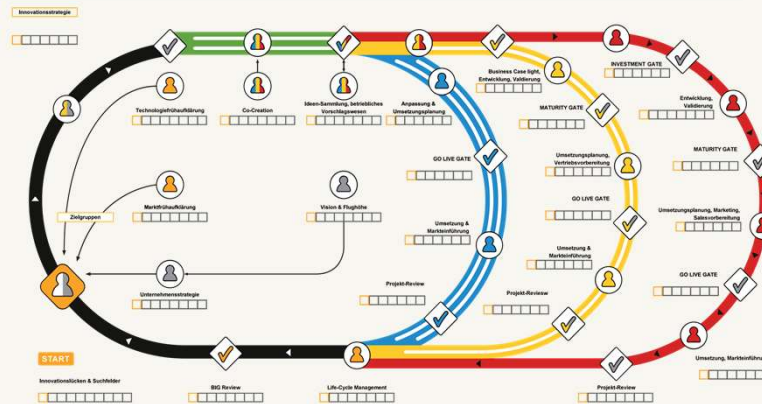 Innovationsstrategie
INVESTMENT GATE
Business Case light,
Entwicklung, Validierung
Technologiefrühaufklärung
Co-Creation
Ideen-Sammlung, betriebliches
Vorschlagswesen
Anpassung &
Umsetzungsplanung
MATURITY GATE
Entwicklung,
Validierung
GO LIVE GATE
Umsetzungsplanung,
Vertriebsvorbereitung
MATURITY GATE
Zielgruppen
Marktfrühaufklärung
Vision & Flughöhe
GO LIVE GATE
Umsetzungsplanung, Marketing,
Salesvorbereitung
Umsetzung &
Markteinführung
Umsetzung &
Markteinführung
GO LIVE GATE
Unternehmensstrategie
Projekt-Review
Projekt-Reviesw
START
Umsetzung, Markteinführung
Innovationslücken & Suchfelder
BIG Review
Life-Cycle Management
Projekt-Review